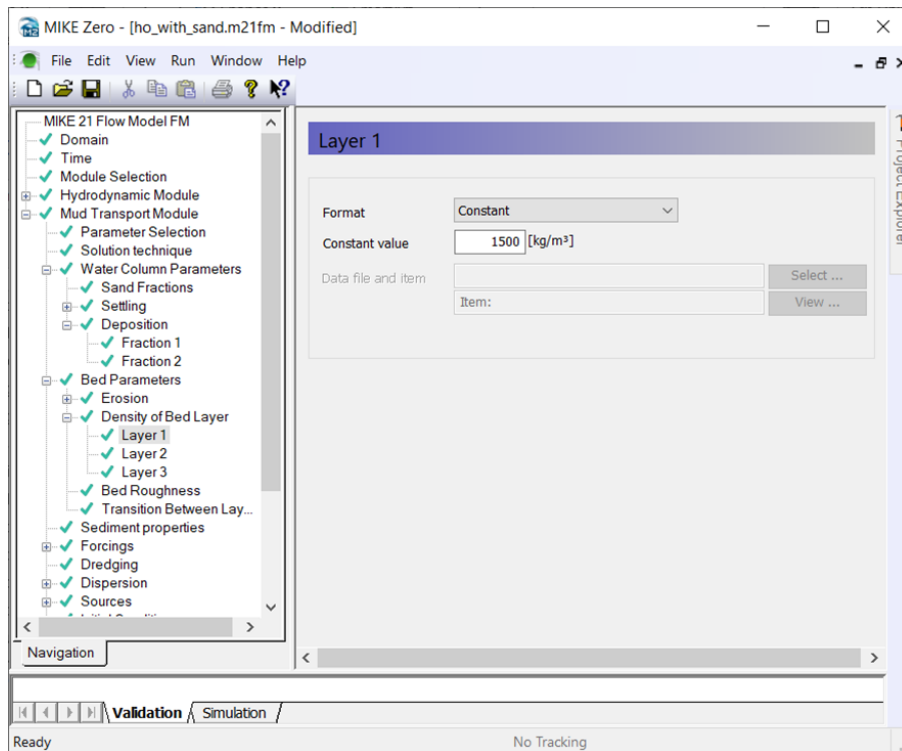 MIKE Zero - [ho_with_sand.m21fm - Modified]
File Edit View Run Window Help
MIKE 21 Flow Model FM
Domain
Time
Module Selection
Hydrodynamic Module
Mud Transport Module
Parameter Selection
Solution technique
Water Column Parameters
Sand Fractions
Settling
Deposition
Fraction 1
Fraction 2
Bed Parameters
Erosion
Density of Bed Layer
Layer 1
Layer 2
Layer 3
Bed Roughness
Transition Between Lay...
Sediment properties
Forcings
Dredging
Dispersion
Sources
Navigation
Layer 1
Format Constant
Constant value 1500 [kg/m³]
Data file and item Select ...
Item: View ...
Project Explorer
Validation Simulation
Ready No Tracking